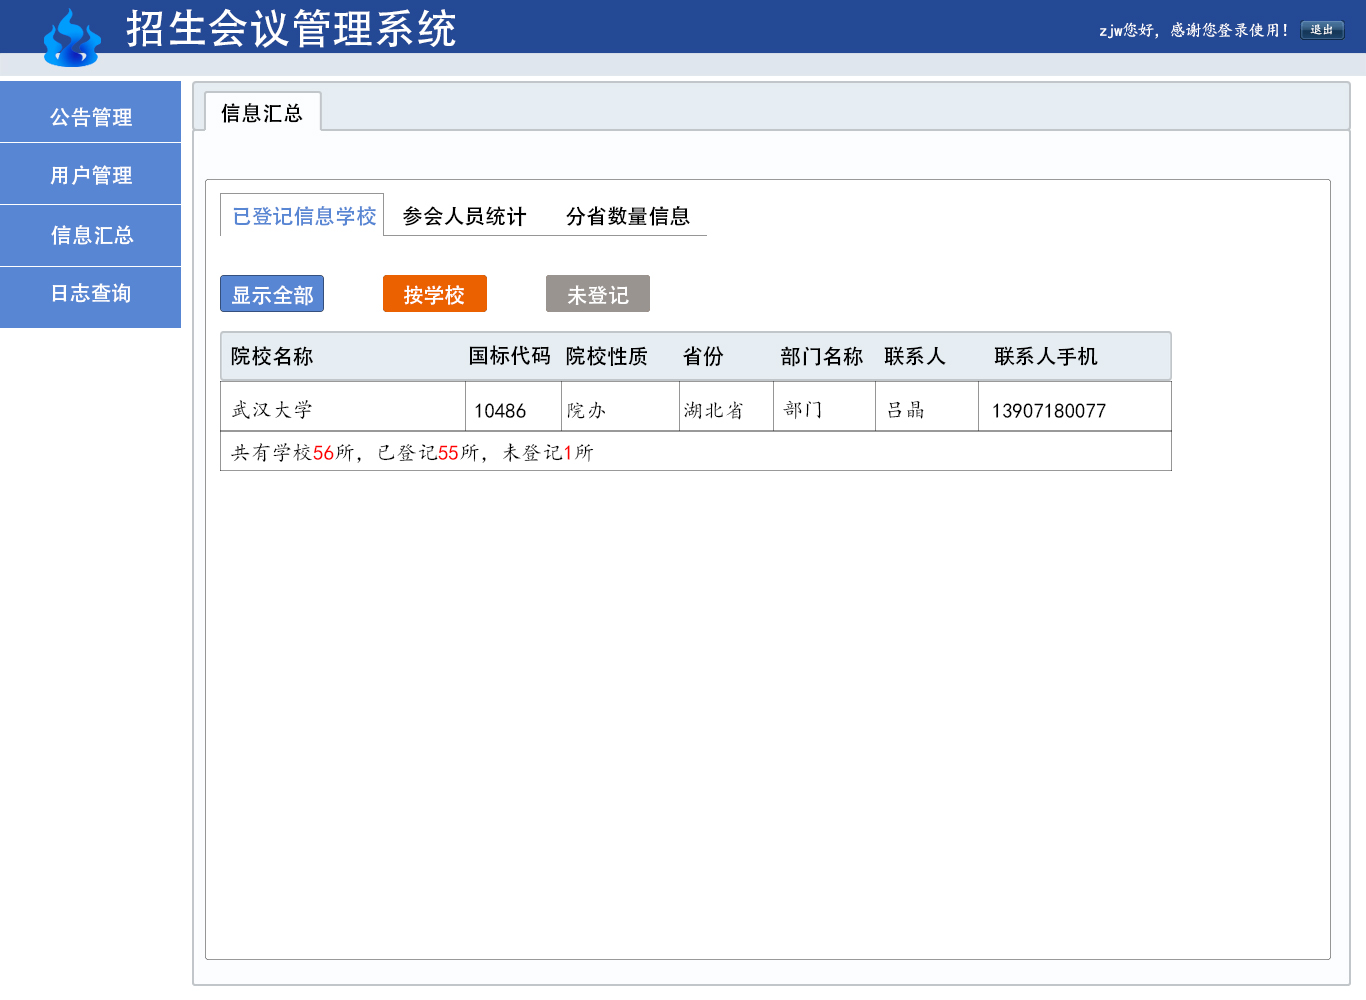 招生会议管理系统
zjw您好，感谢您登录使用！ 退出
公告管理
用户管理
信息汇总
日志查询
信息汇总
已登记信息学校 参会人员统计 分省数量信息
显示全部 按学校 未登记
院校名称 国标代码 院校性质 省份 部门名称 联系人 联系人手机
武汉大学 10486 院办 湖北省 部门 吕晶 13907180077
共有学校56所，已登记55所，未登记1所